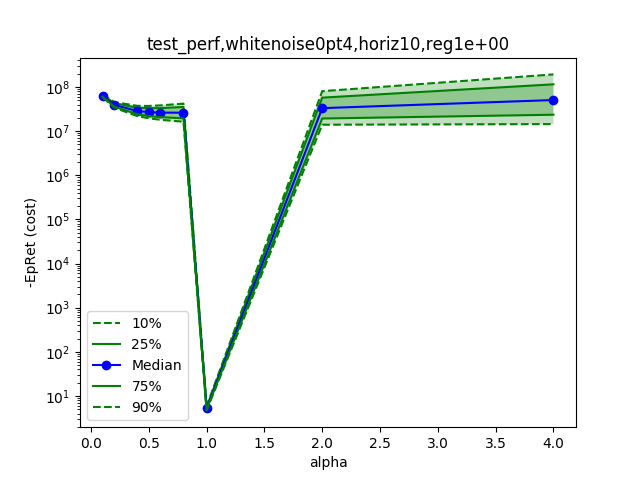 test_perf,whitenoise0pt4,horiz10,reg1e+00
-EpRet (cost)
10^8
10^7
10^6
10^5
10^4
10^3
10^2
10^1
10%
25%
Median
75%
90%
0.0 0.5 1.0 1.5 2.0 2.5 3.0 3.5 4.0
alpha